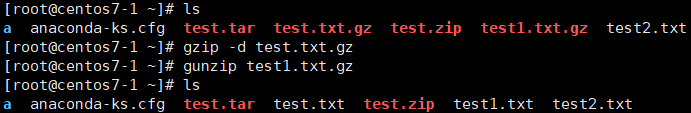 [root@centos7-1 ~]# ls
a  anaconda-ks.cfg  test.tar  test.txt.gz  test.zip  test1.txt.gz  test2.txt
[root@centos7-1 ~]# gzip -d test.txt.gz
[root@centos7-1 ~]# gunzip test1.txt.gz
[root@centos7-1 ~]# ls
a  anaconda-ks.cfg  test.tar  test.txt  test.zip  test1.txt  test2.txt